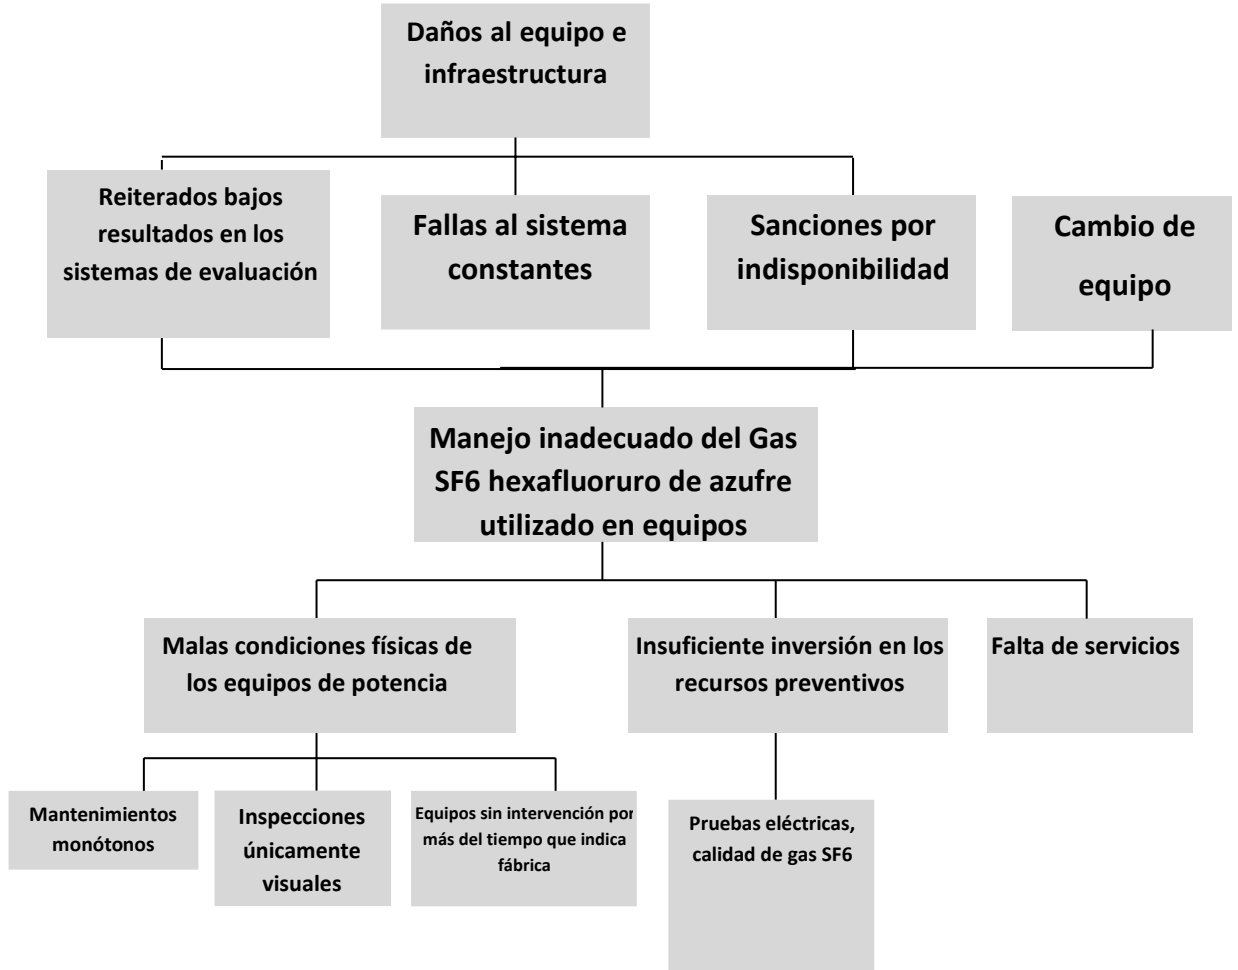 Daños al equipo e
infraestructura
Reiterados bajos
resultados en los
sistemas de evaluación
Fallas al sistema
constantes
Sanciones por
indisponibilidad
Cambio de
equipo
Manejo inadecuado del Gas
SF6 hexafluoruro de azufre
utilizado en equipos
Malas condiciones físicas de
los equipos de potencia
Insuficiente inversión en los
recursos preventivos
Falta de servicios
Mantenimientos
monótonos
Inspecciones
únicamente
visuales
Equipos sin intervención por
más del tiempo que indica
fábrica
Pruebas eléctricas,
calidad de gas SF6